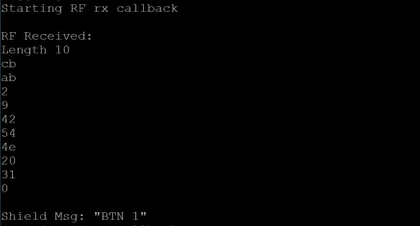 Starting RF rx callback
RF Received:
Length 10
cb
ab
2
9
42
54
4e
20
31
0
Shield Msg: "BTN 1"